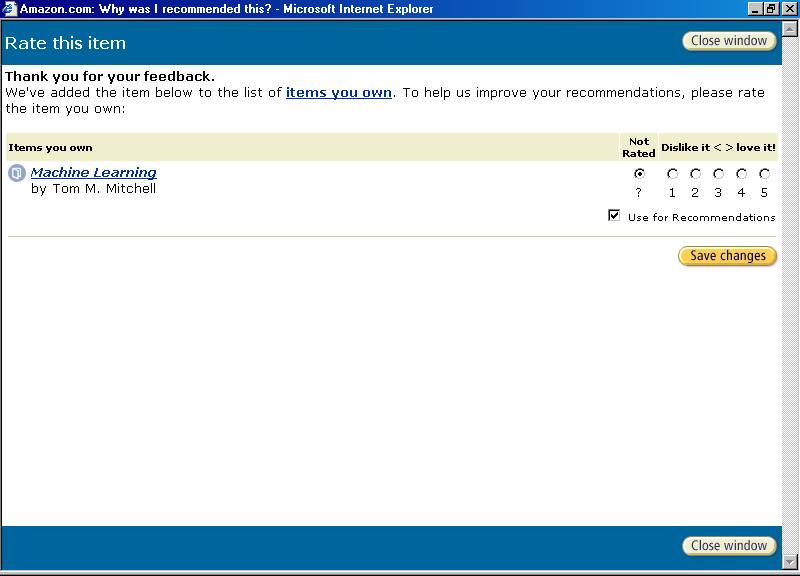 Amazon.com: Why was I recommended this? - Microsoft Internet Explorer
Rate this item
Close window
Thank you for your feedback.
We've added the item below to the list of items you own. To help us improve your recommendations, please rate
the item you own:
Items you own
Not
Rated
Dislike it < > love it!
Machine Learning
by Tom M. Mitchell
? 1 2 3 4 5
Use for Recommendations
Save changes
Close window